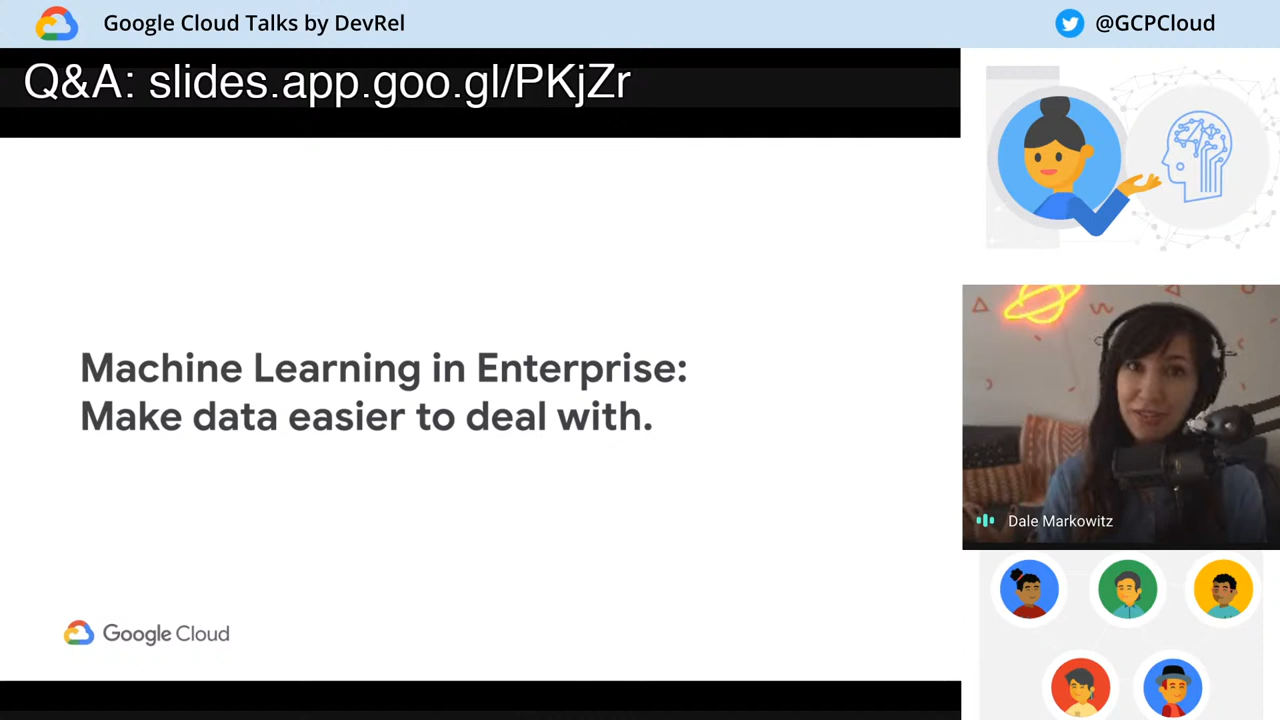 Google Cloud Talks by DevRel
@GCPCloud
Q&A: slides.app.goo.gl/PKjZr
Machine Learning in Enterprise:
Make data easier to deal with.
Dale Markowitz
Google Cloud